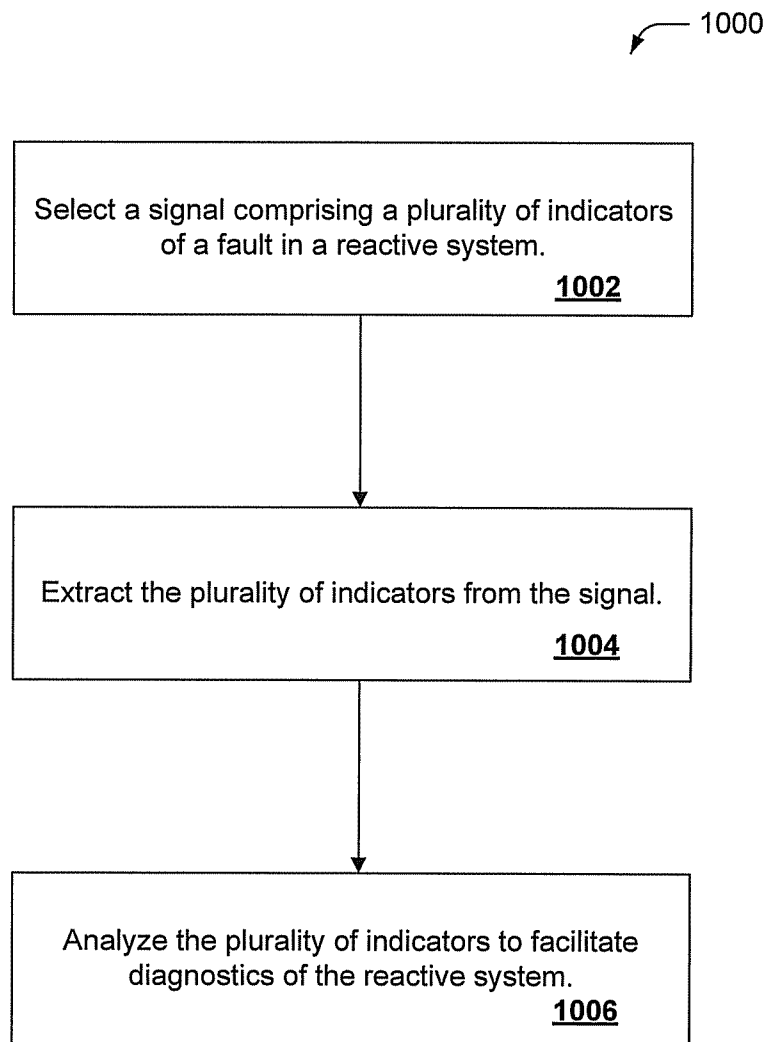 1000
Select a signal comprising a plurality of indicators
of a fault in a reactive system.
1002
Extract the plurality of indicators from the signal.
1004
Analyze the plurality of indicators to facilitate
diagnostics of the reactive system.
1006